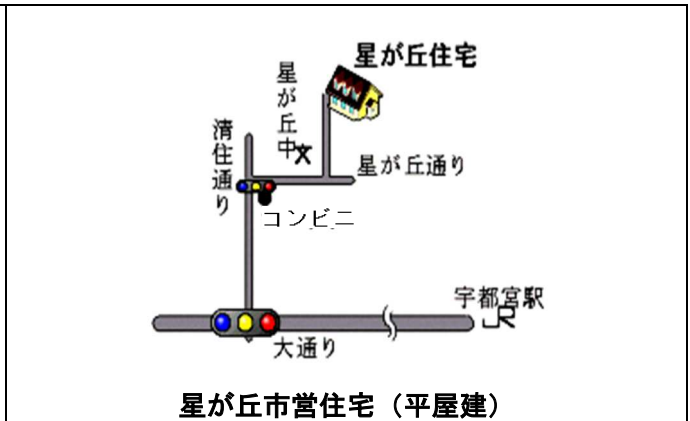 星が丘住宅
星が丘中
文
清住通り
星が丘通り
コンビニ
宇都宮駅
JR
大通り
星が丘市営住宅（平屋建）